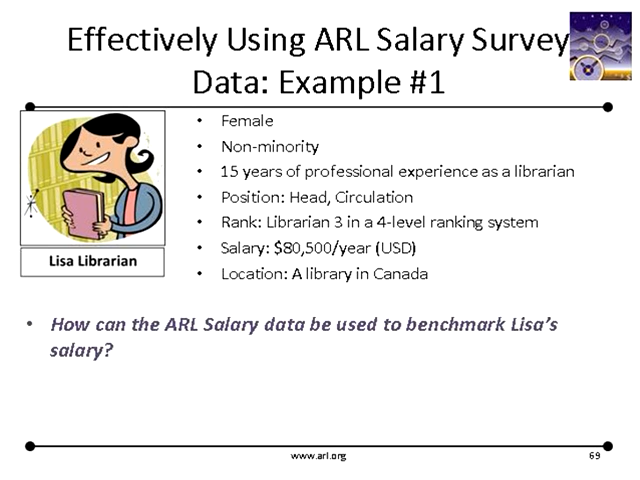 Effectively Using ARL Salary Survey
Data: Example #1
• Female
• Non-minority
• 15 years of professional experience as a librarian
• Position: Head, Circulation
• Rank: Librarian 3 in a 4-level ranking system
• Salary: $80,500/year (USD)
• Location: A library in Canada
Lisa Librarian
• How can the ARL Salary data be used to benchmark Lisa’s
salary?
www.arl.org
69